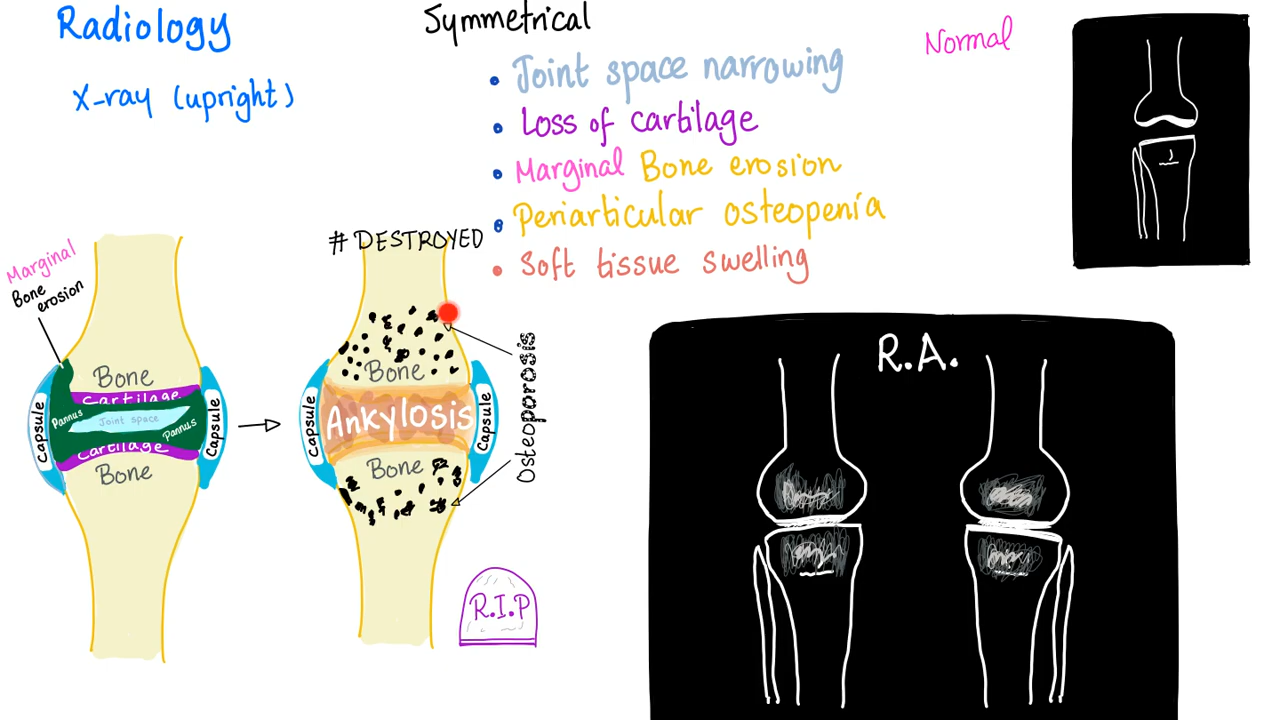 Radiology
X-ray (upright)
Symmetrical
• Joint space narrowing
• Loss of cartilage
• Marginal Bone erosion
• Periarticular osteopenia
• Soft tissue swelling
Normal
Marginal
Bone
erosion
Bone
Cartilage
Pannus
Joint space
Pannus
Cartilage
Bone
Capsule
Capsule
# DESTROYED
Bone
Ankylosis
Bone
Capsule
Capsule
Osteoporosis
R.I.P
R.A.